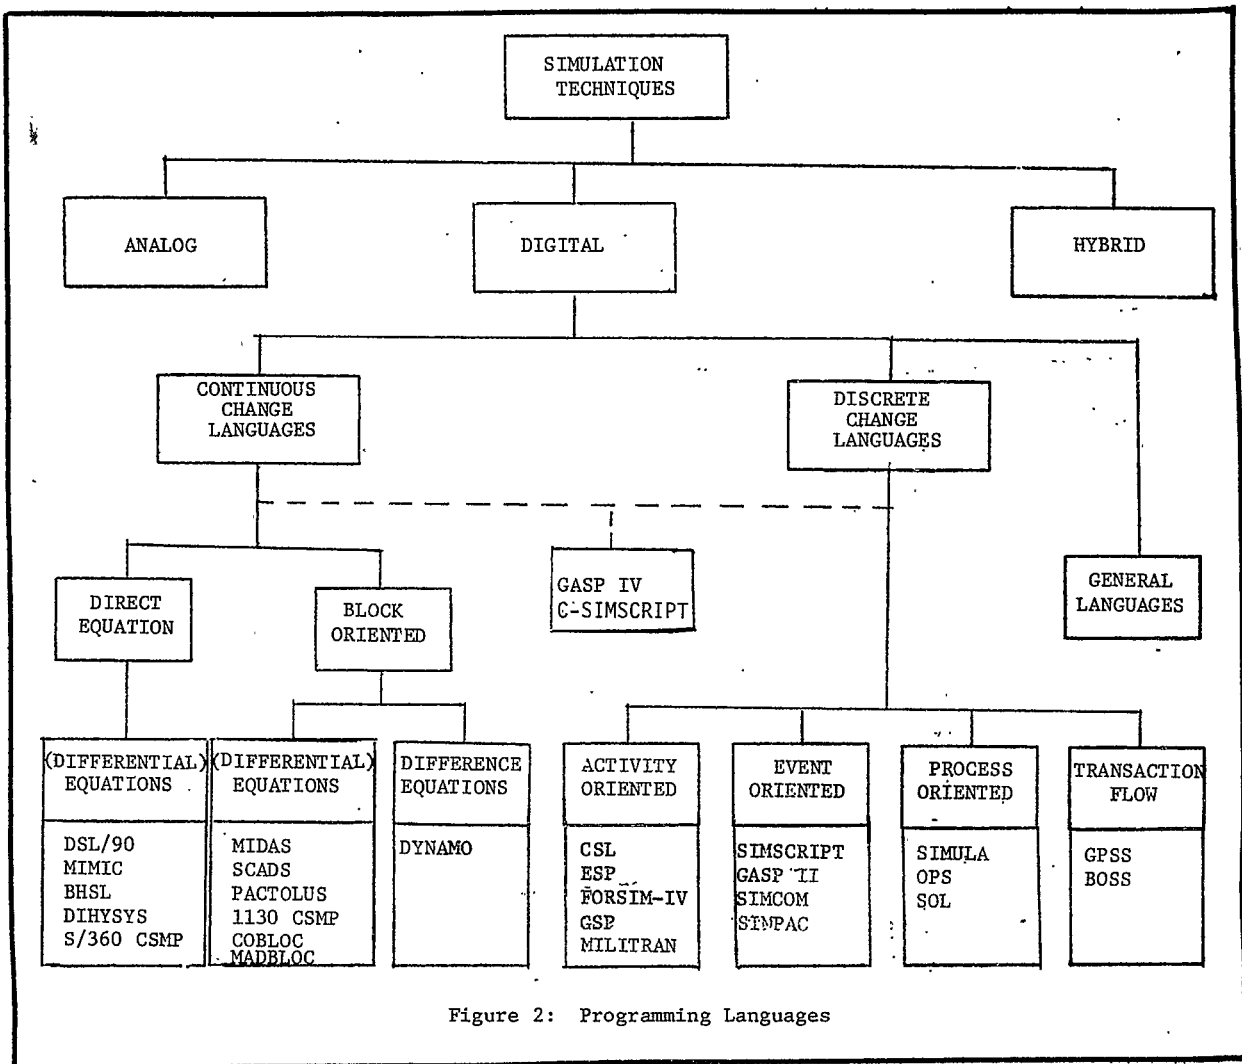 SIMULATION
TECHNIQUES
ANALOG
DIGITAL
HYBRID
CONTINUOUS
CHANGE
LANGUAGES
DISCRETE
CHANGE
LANGUAGES
GASP IV
C-SIMSCRIPT
GENERAL
LANGUAGES
DIRECT
EQUATION
BLOCK
ORIENTED
(DIFFERENTIAL)
EQUATIONS
DSL/90
MIMIC
BHSL
DIHYSYS
S/360 CSMP
(DIFFERENTIAL)
EQUATIONS
MIDAS
SCADS
PACTOLUS
1130 CSMP
COBLOC
MADBLOC
DIFFERENCE
EQUATIONS
DYNAMO
ACTIVITY
ORIENTED
CSL
ESP
FORSIM-IV
GSP
MILITRAN
EVENT
ORIENTED
SIMSCRIPT
GASP II
SIMCOM
SIMPAC
PROCESS
ORIENTED
SIMULA
OPS
SOL
TRANSACTION
FLOW
GPSS
BOSS
Figure 2: Programming Languages